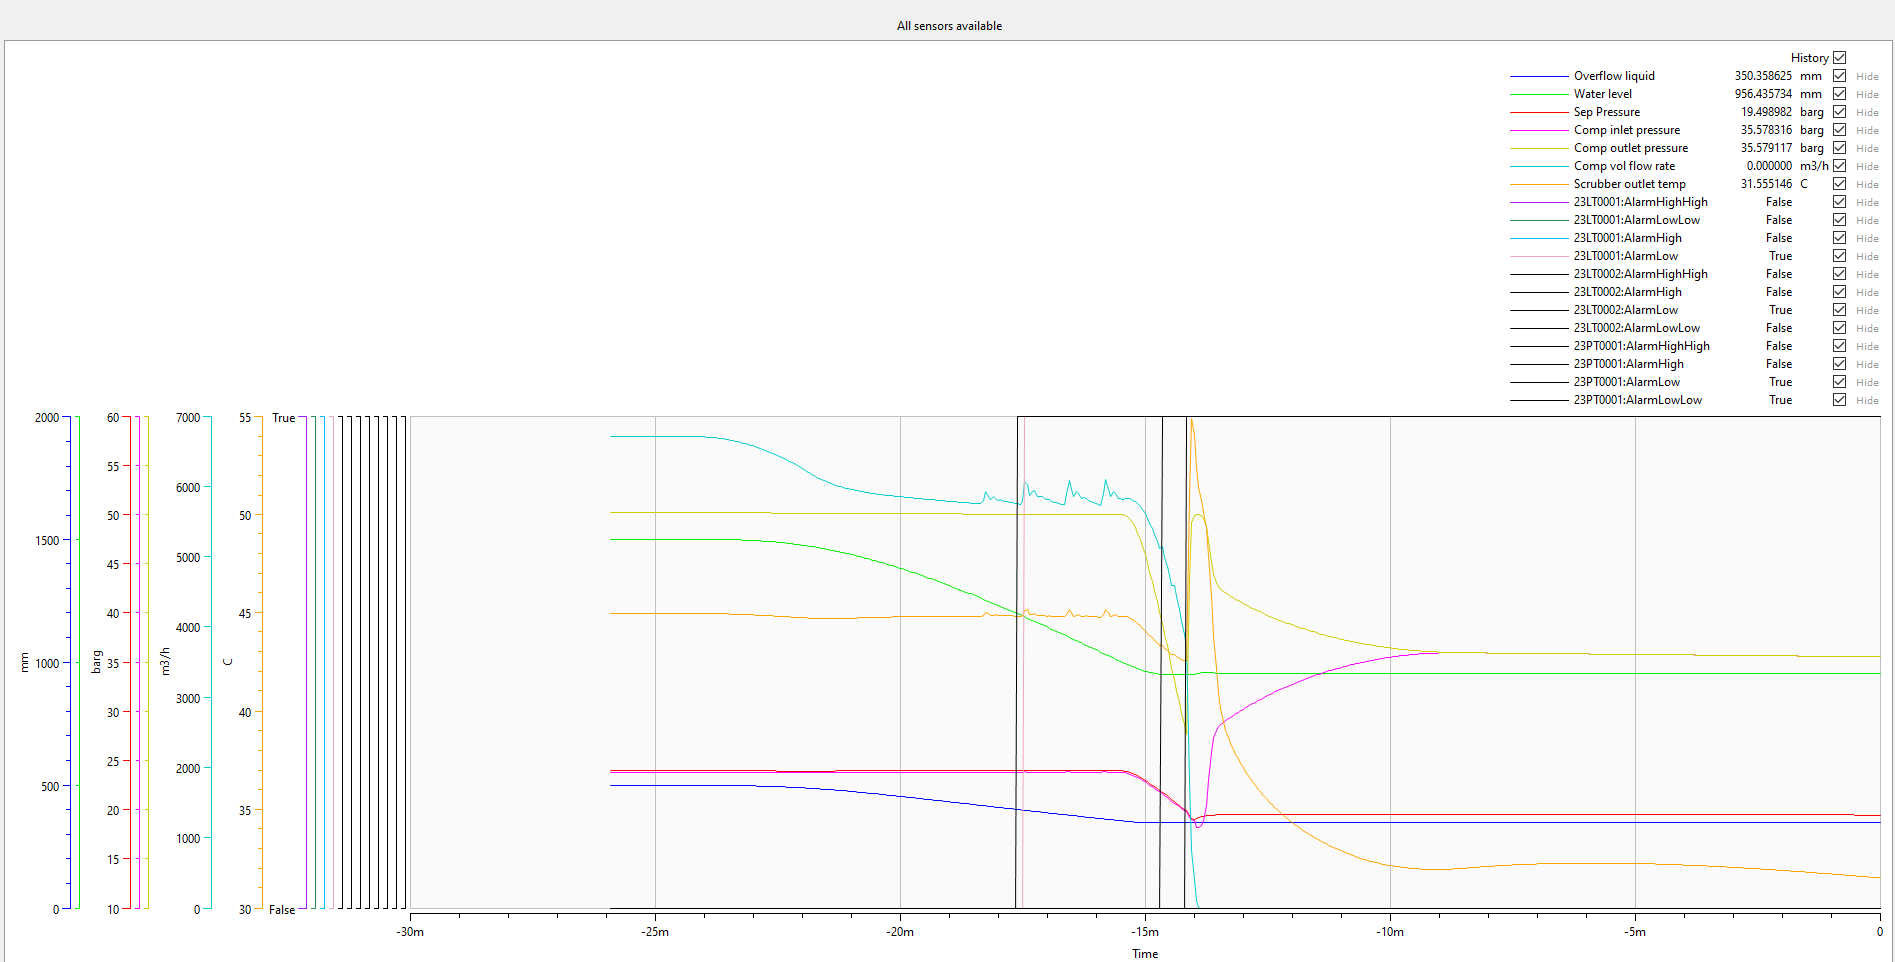 All sensors available
History
Overflow liquid 350.358625 mm Hide
Water level 956.435734 mm Hide
Sep Pressure 19.498982 barg Hide
Comp inlet pressure 35.578316 barg Hide
Comp outlet pressure 35.579117 barg Hide
Comp vol flow rate 0.000000 m3/h Hide
Scrubber outlet temp 31.555146 C Hide
23LT0001:AlarmHighHigh False Hide
23LT0001:AlarmLowLow False Hide
23LT0001:AlarmHigh False Hide
23LT0001:AlarmLow True Hide
23LT0002:AlarmHighHigh False Hide
23LT0002:AlarmHigh False Hide
23LT0002:AlarmLow True Hide
23LT0002:AlarmLowLow False Hide
23PT0001:AlarmHighHigh False Hide
23PT0001:AlarmHigh False Hide
23PT0001:AlarmLow True Hide
23PT0001:AlarmLowLow True Hide
2000 60 7000 55 True
55
6000
1500 50 5000 50
45
40 4000 45
mm 1000 barg 35 m3/h C
30 3000 40
25 2000
500
20 1000 35
15
0 10 0 30 False
-30m -25m -20m -15m -10m -5m 0
Time